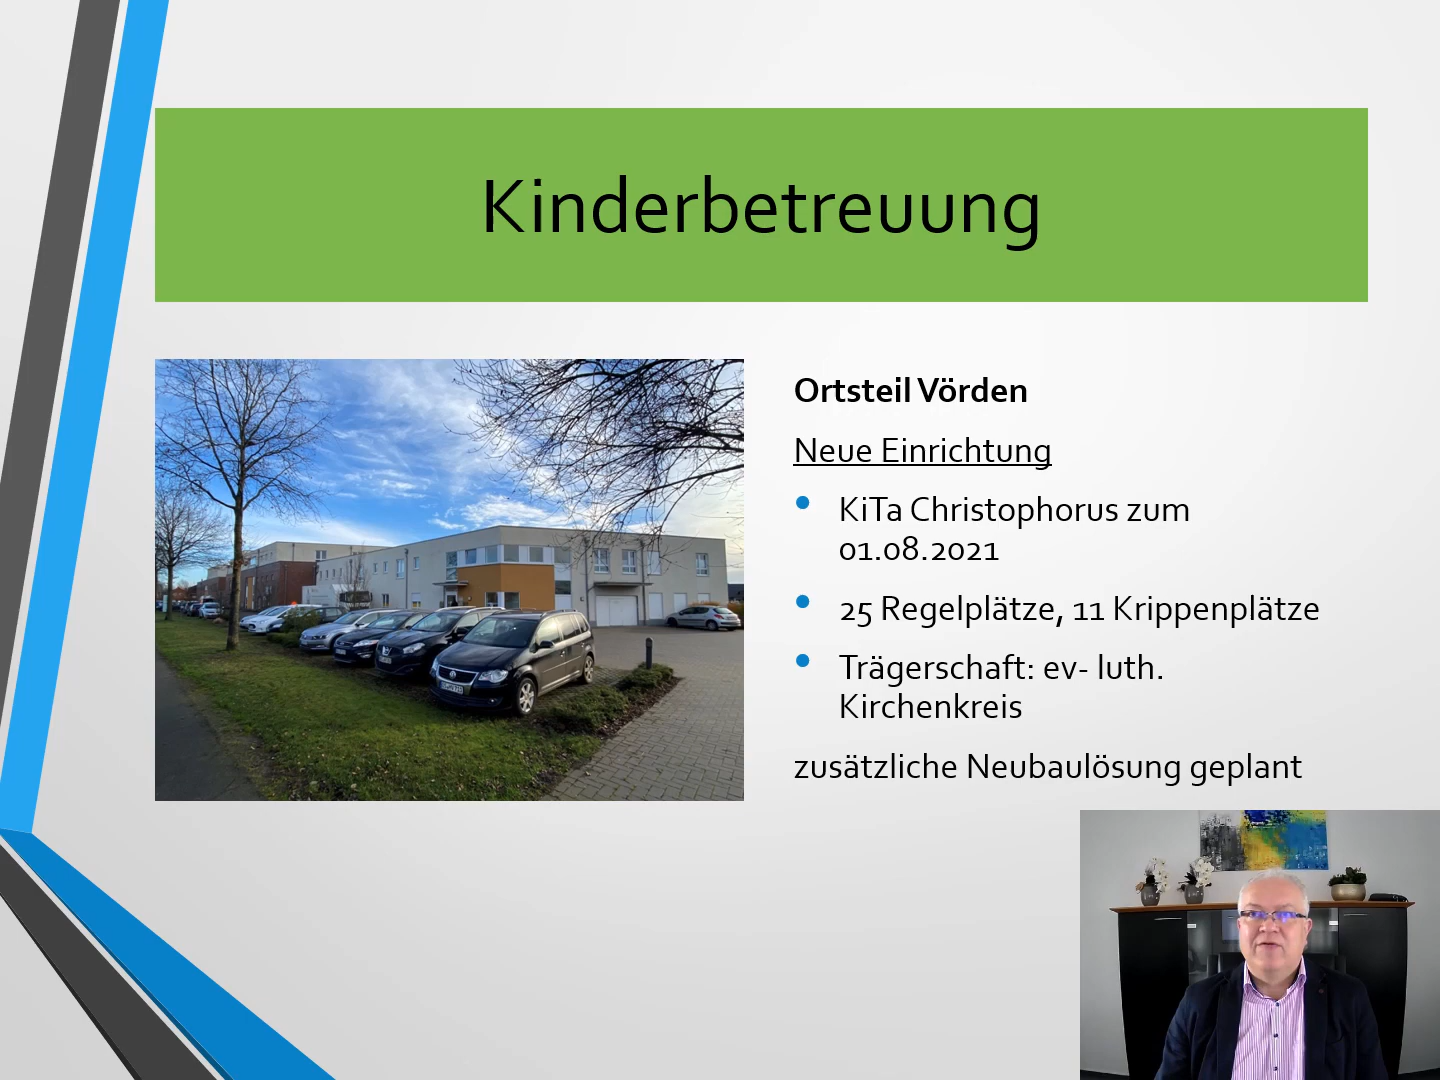 Kinderbetreuung
Ortsteil Vörden
Neue Einrichtung
KiTa Christophorus zum
01.08.2021
25 Regelplätze, 11 Krippenplätze
Trägerschaft: ev- luth.
Kirchenkreis
zusätzliche Neubaulösung geplant